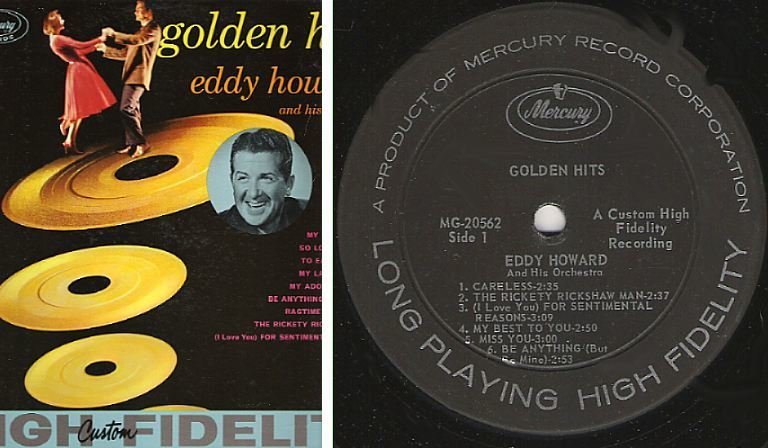 golden h
eddy how
and his
MY
SO LO
TO E
MY LA
MY ADO
BE ANYTHING
RAGTIME
THE RICKETY RIC
(I Love You) FOR SENTIMENT
HIGH Custom FIDELIT
A PRODUCT OF MERCURY RECORD CORPORATION
Mercury
GOLDEN HITS
MG-20562
Side 1
A Custom High
Fidelity
Recording
EDDY HOWARD
And His Orchestra
1. CARELESS-2:35
2. THE RICKETY RICKSHAW MAN-2:37
3. (I Love You) FOR SENTIMENTAL
REASONS-3:09
4. MY BEST TO YOU-2:50
5. MISS YOU-3:00
6. BE ANYTHING (But
Be Mine)-2:53
LONG PLAYING HIGH FIDELITY